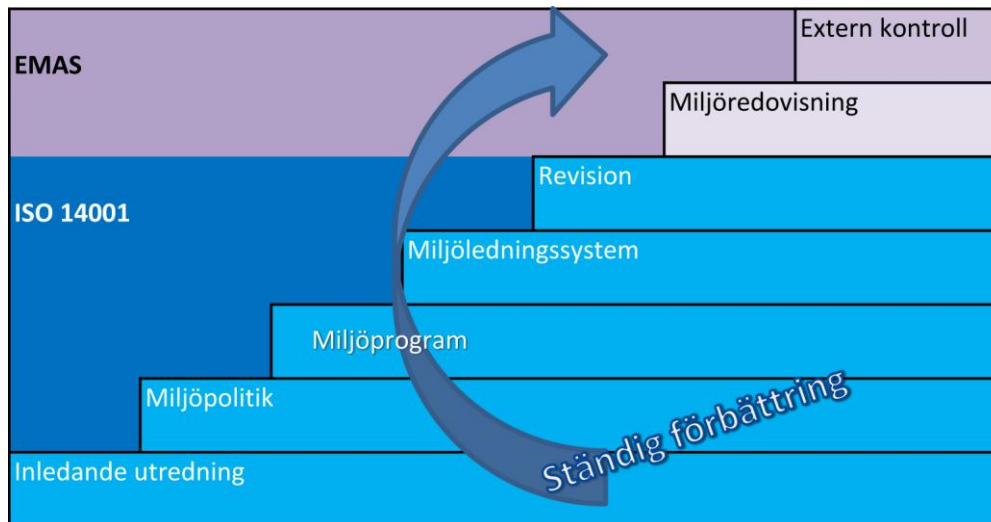 Extern kontroll
EMAS
Miljöredovisning
Revision
ISO 14001
Miljöledningssystem
Miljöprogram
Miljöpolitik
Ständig förbättring
Inledande utredning